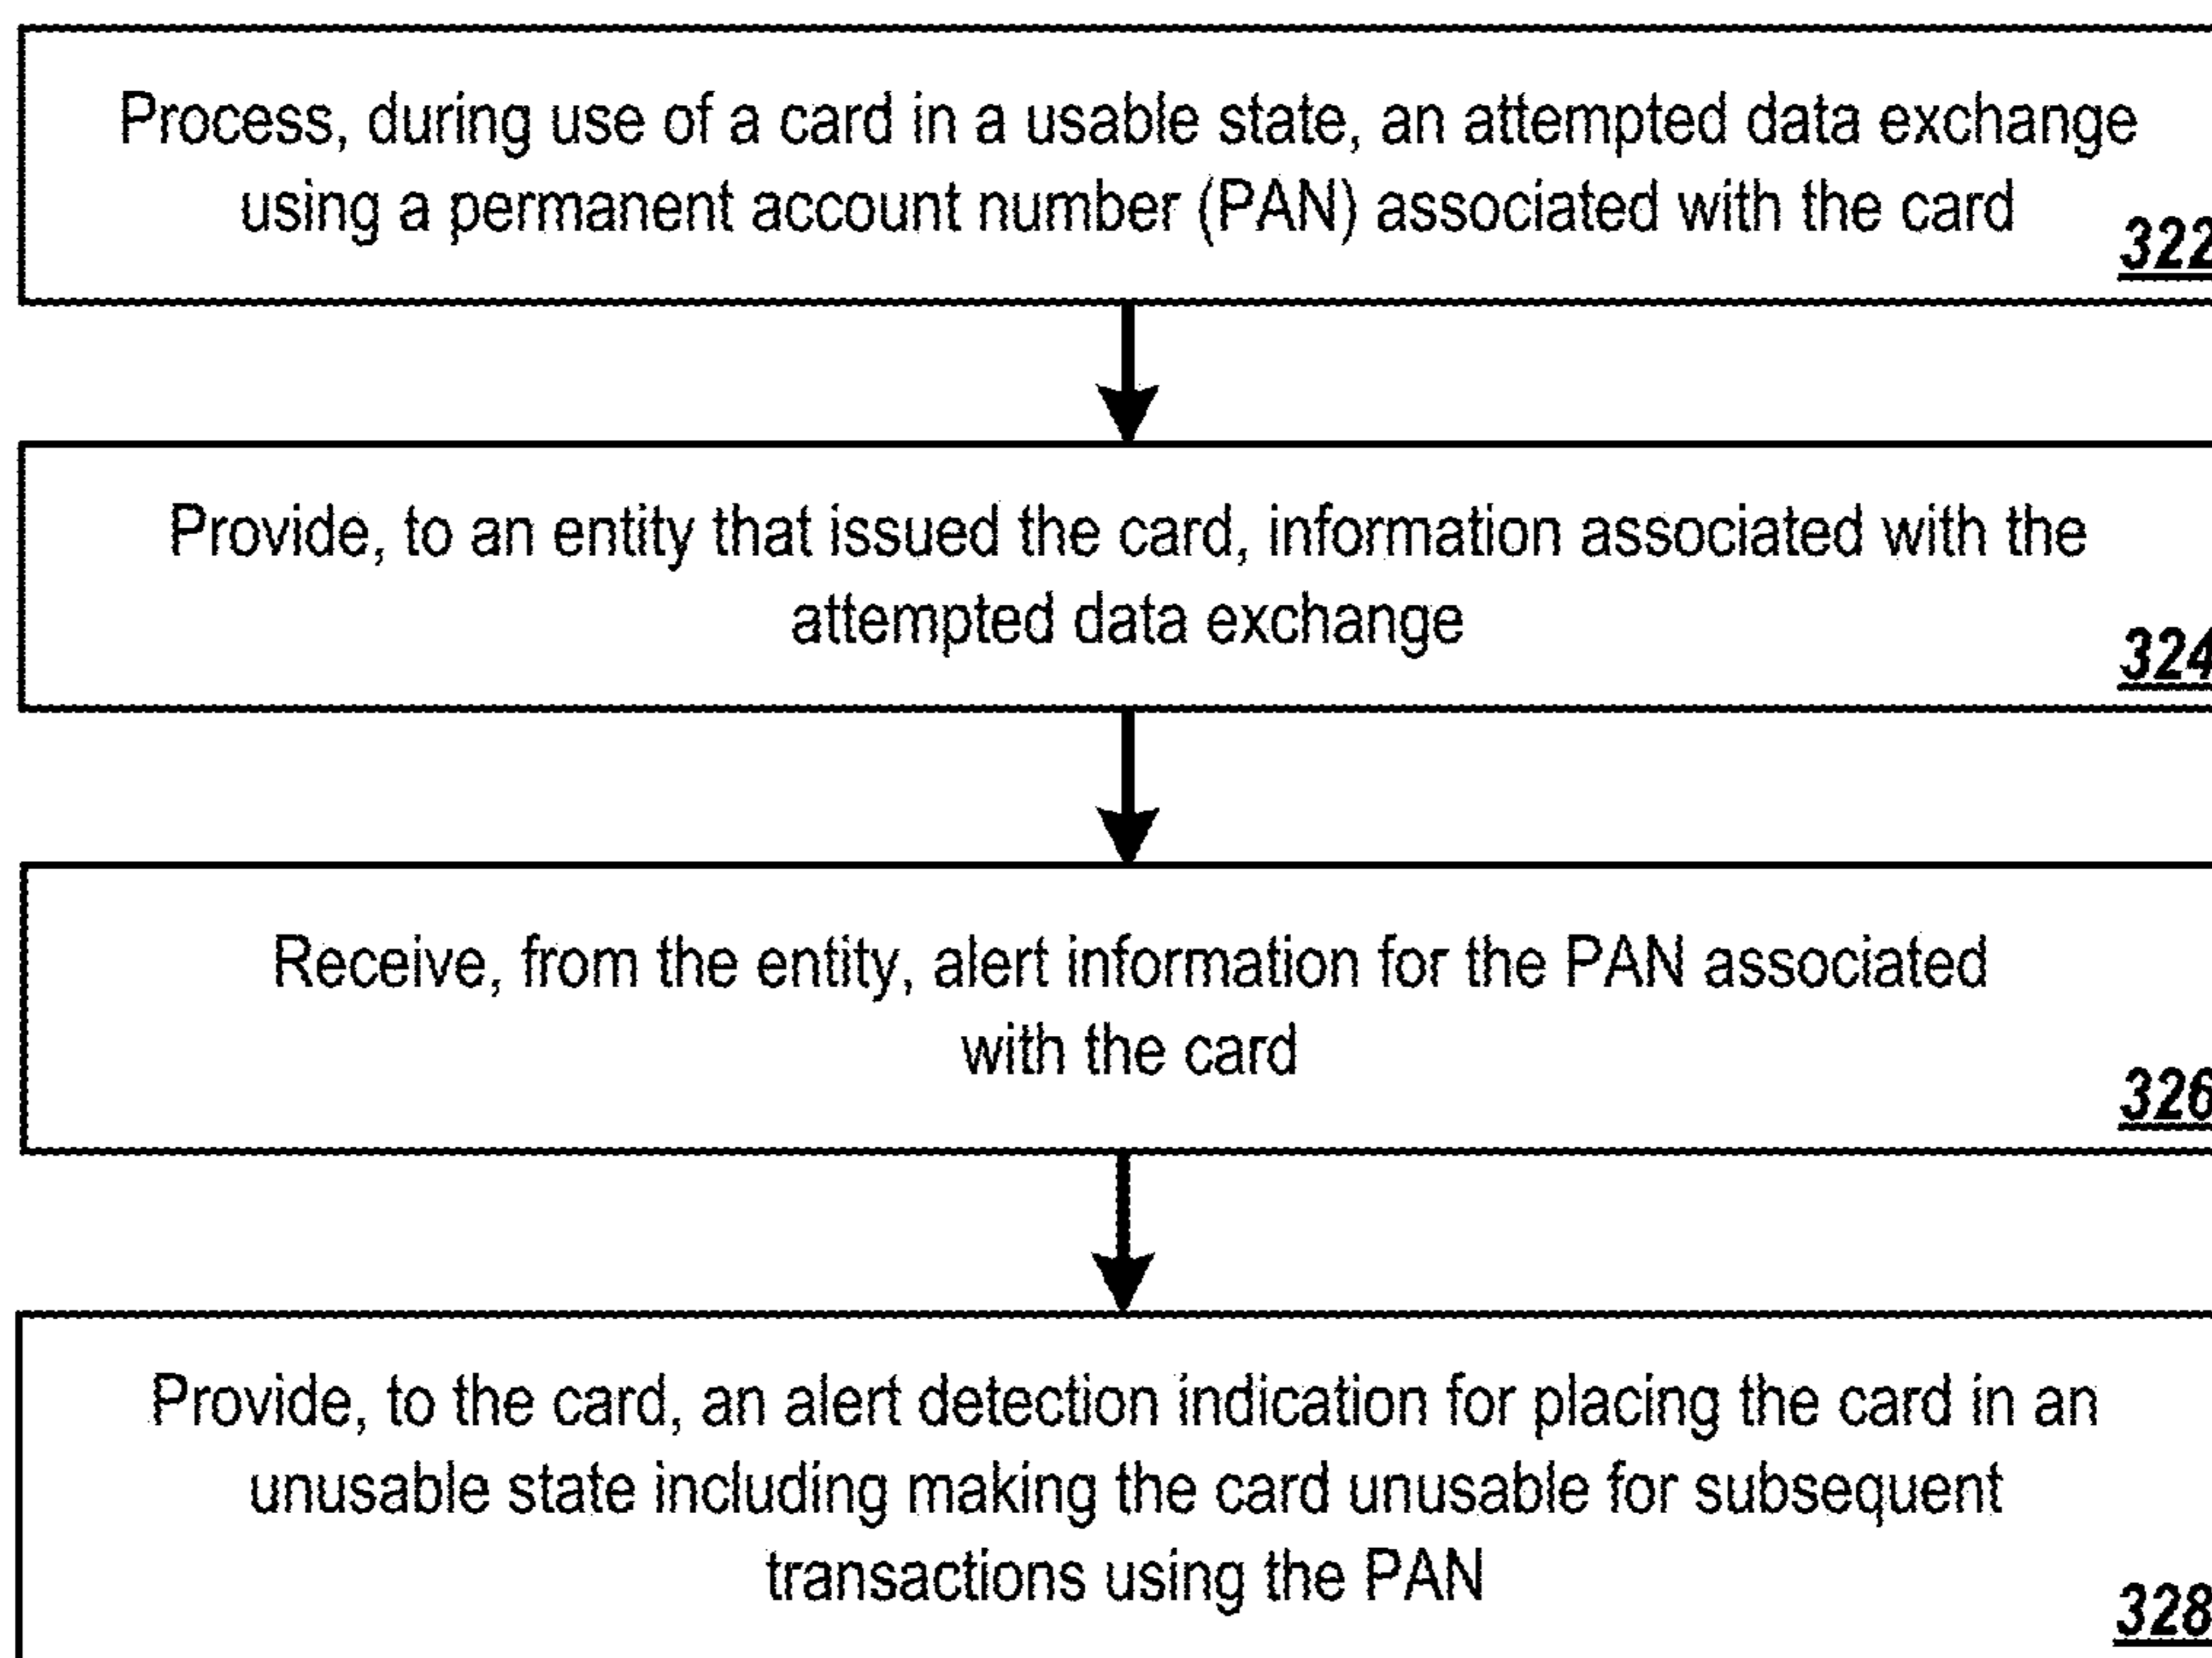 Process, during use of a card in a usable state, an attempted data exchange
using a permanent account number (PAN) associated with the card
322
Provide, to an entity that issued the card, information associated with the
attempted data exchange
324
Receive, from the entity, alert information for the PAN associated
with the card
326
Provide, to the card, an alert detection indication for placing the card in an
unusable state including making the card unusable for subsequent
transactions using the PAN
328